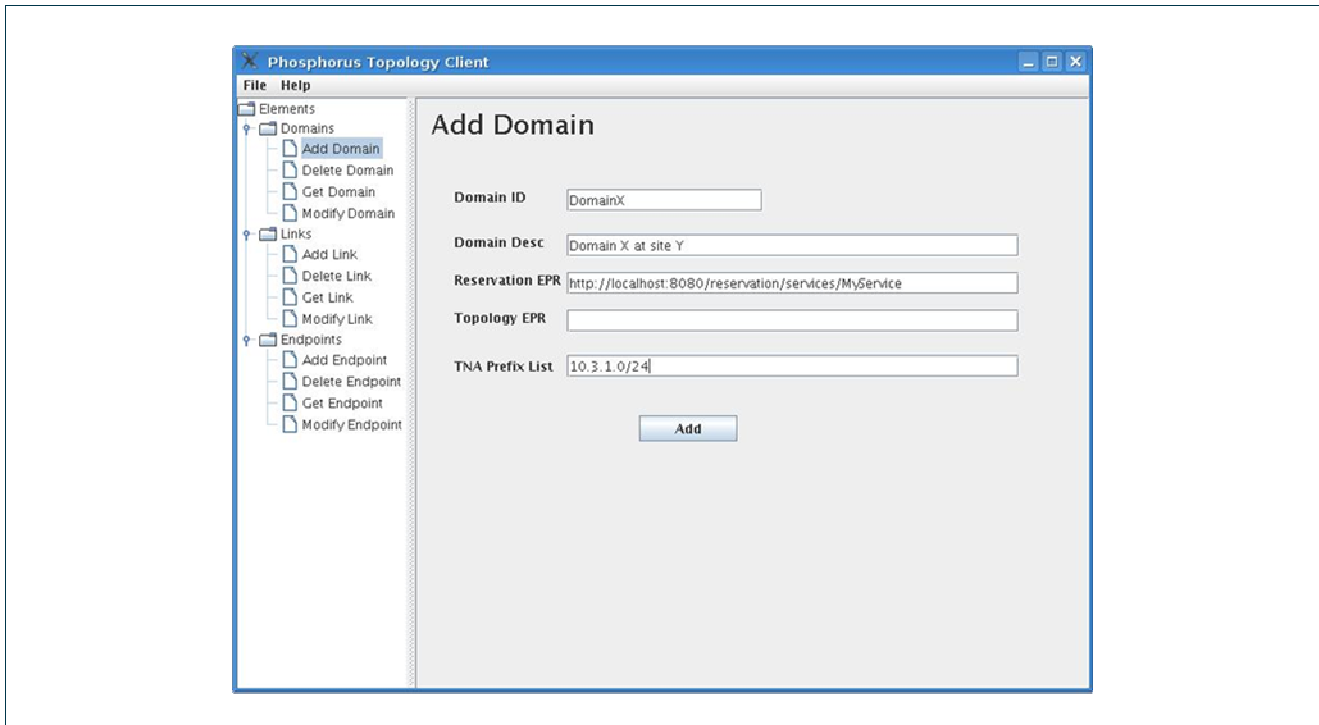 Phosphorus Topology Client
File Help
Elements
Domains
Add Domain
Delete Domain
Get Domain
Modify Domain
Links
Add Link
Delete Link
Get Link
Modify Link
Endpoints
Add Endpoint
Delete Endpoint
Get Endpoint
Modify Endpoint
Add Domain
Domain ID DomainX
Domain Desc Domain X at site Y
Reservation EPR http://localhost:8080/reservation/services/MyService
Topology EPR
TNA Prefix List 10.3.1.0/24
Add